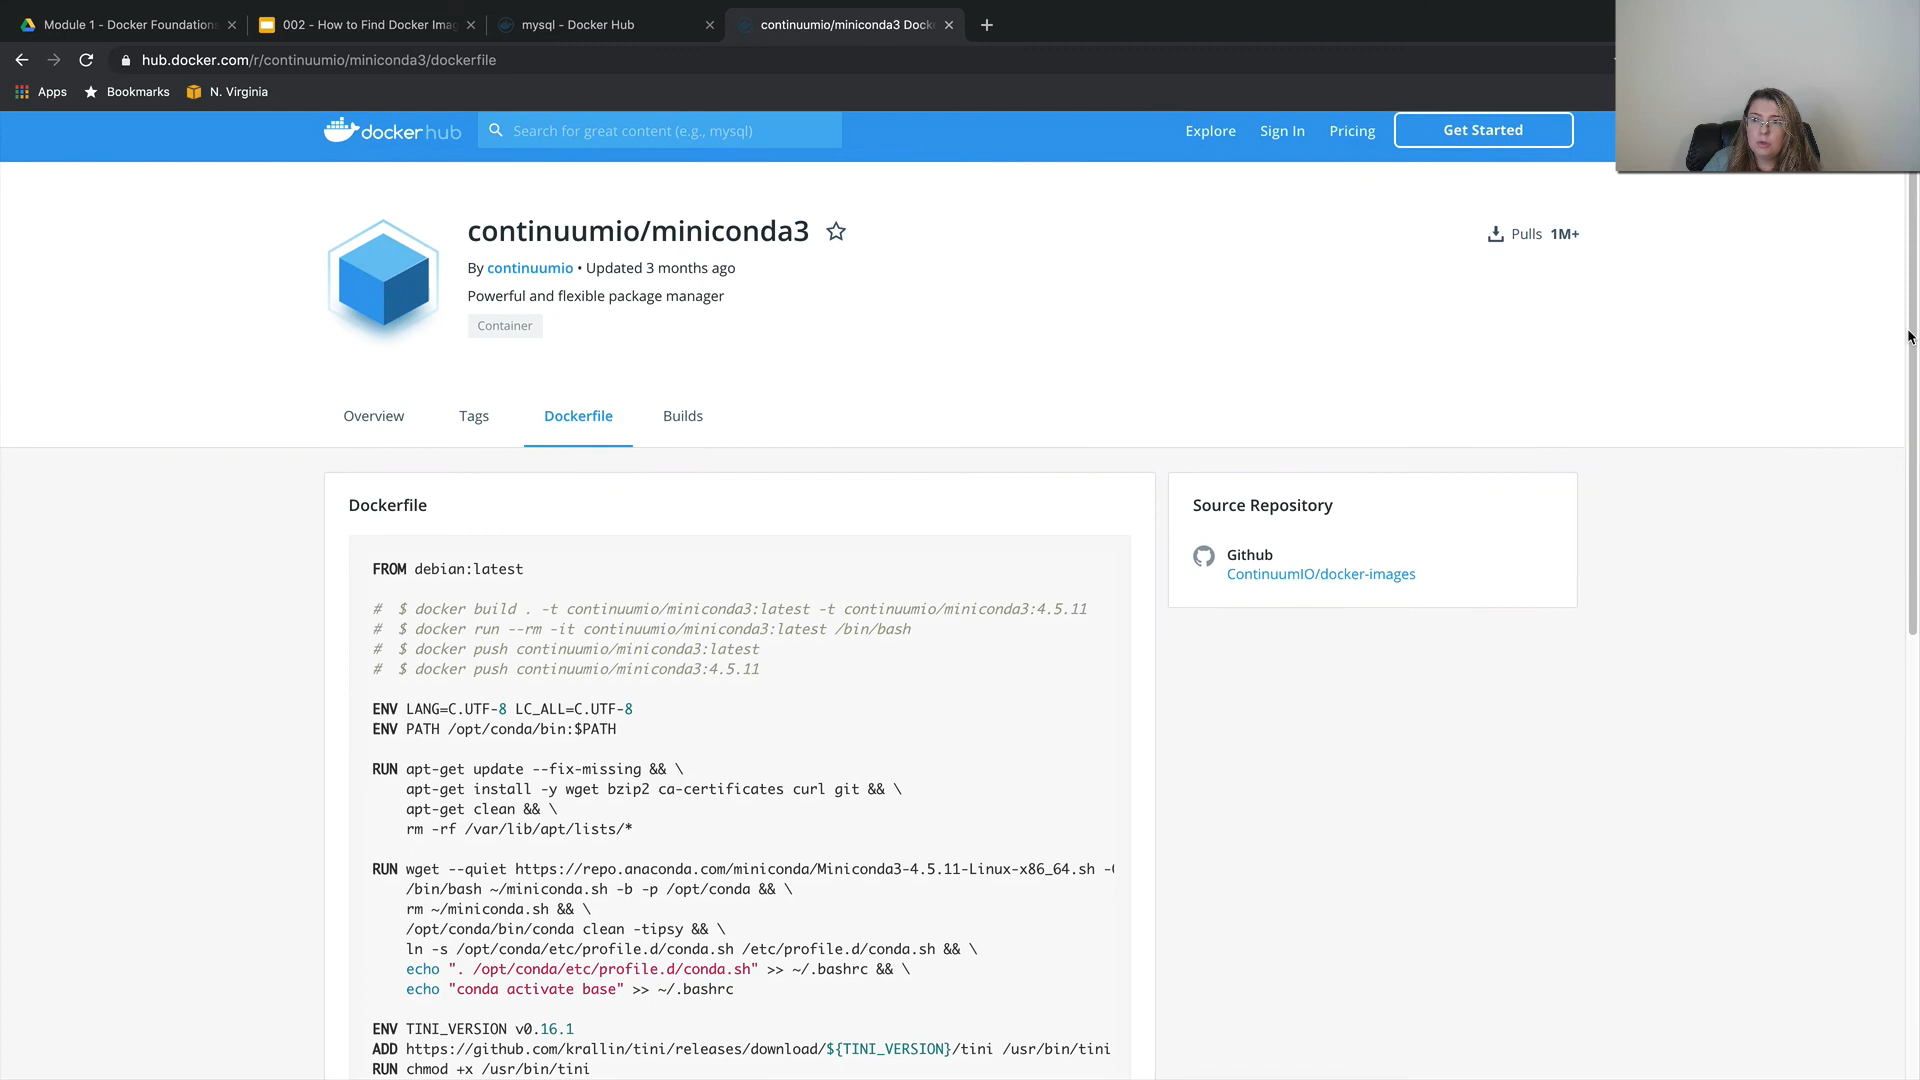 Module 1 - Docker Foundations
002 - How to Find Docker Imag
mysql - Docker Hub
continuumio/miniconda3 Dock
hub.docker.com/r/continuumio/miniconda3/dockerfile
Apps
Bookmarks
N. Virginia
docker hub
Search for great content (e.g., mysql)
Explore
Sign In
Pricing
Get Started
continuumio/miniconda3
Pulls 1M+
By continuumio • Updated 3 months ago
Powerful and flexible package manager
Container
Overview
Tags
Dockerfile
Builds
Dockerfile
FROM debian:latest
#  $ docker build . -t continuumio/miniconda3:latest -t continuumio/miniconda3:4.5.11
#  $ docker run --rm -it continuumio/miniconda3:latest /bin/bash
#  $ docker push continuumio/miniconda3:latest
#  $ docker push continuumio/miniconda3:4.5.11
ENV LANG=C.UTF-8 LC_ALL=C.UTF-8
ENV PATH /opt/conda/bin:$PATH
RUN apt-get update --fix-missing && \
apt-get install -y wget bzip2 ca-certificates curl git && \
apt-get clean && \
rm -rf /var/lib/apt/lists/*
RUN wget --quiet https://repo.anaconda.com/miniconda/Miniconda3-4.5.11-Linux-x86_64.sh -
/bin/bash ~/miniconda.sh -b -p /opt/conda && \
rm ~/miniconda.sh && \
/opt/conda/bin/conda clean -tipsy && \
ln -s /opt/conda/etc/profile.d/conda.sh /etc/profile.d/conda.sh && \
echo ". /opt/conda/etc/profile.d/conda.sh" >> ~/.bashrc && \
echo "conda activate base" >> ~/.bashrc
ENV TINI_VERSION v0.16.1
ADD https://github.com/krallin/tini/releases/download/${TINI_VERSION}/tini /usr/bin/tini
RUN chmod +x /usr/bin/tini
Source Repository
Github
ContinuumIO/docker-images